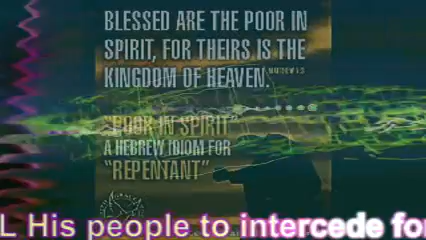 BLESSED ARE THE POOR IN
SPIRIT, FOR THEIRS IS THE
KINGDOM OF HEAVEN.
"POOR IN SPIRIT"
A HEBREW IDIOM FOR
"REPENTANT"
L His people to intercede fo